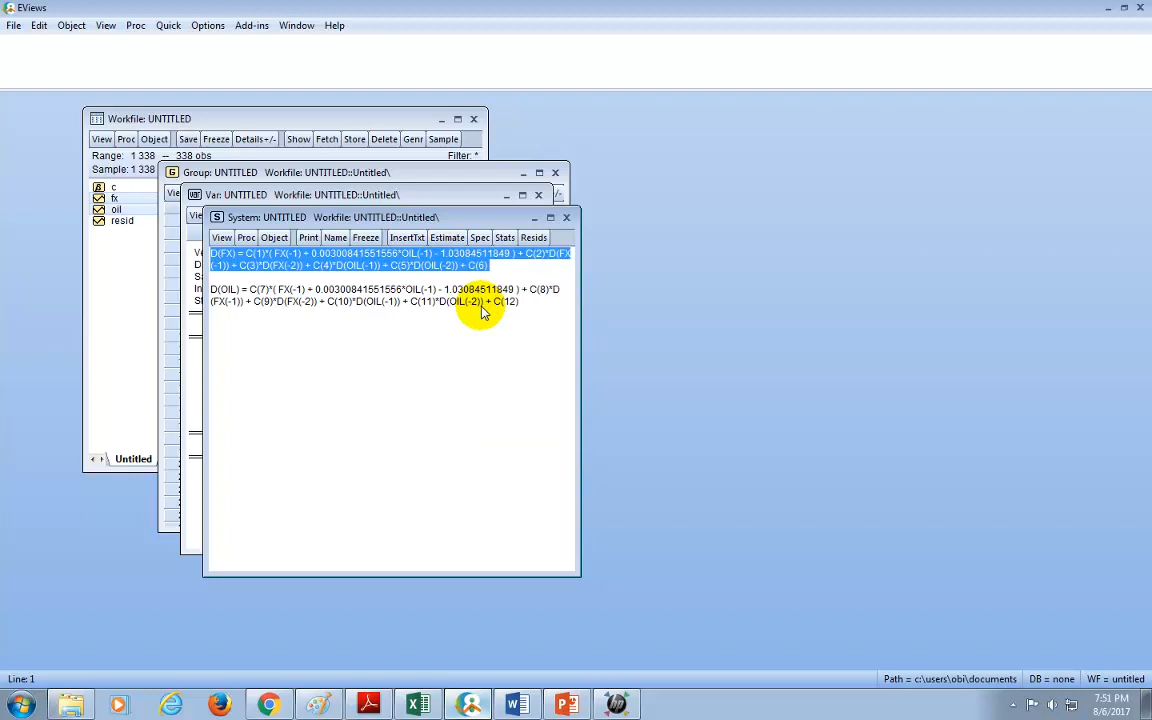 EViews
File Edit Object View Proc Quick Options Add-ins Window Help
Workfile: UNTITLED
View Proc Object Save Freeze Details+/- Show Fetch Store Delete Genr Sample
Range: 1 338 -- 338 obs Filter: *
Sample: 1 338
c
fx
oil
resid
Untitled
Group: UNTITLED Workfile: UNTITLED::Untitled\
Var: UNTITLED Workfile: UNTITLED::Untitled\
System: UNTITLED Workfile: UNTITLED::Untitled\
View Proc Object Print Name Freeze InsertTxt Estimate Spec Stats Resids
D(FX) = C(1)*( FX(-1) + 0.00300841551556*OIL(-1) - 1.03084511849 ) + C(2)*D(FX
(-1)) + C(3)*D(FX(-2)) + C(4)*D(OIL(-1)) + C(5)*D(OIL(-2)) + C(6)
D(OIL) = C(7)*( FX(-1) + 0.00300841551556*OIL(-1) - 1.03084511849 ) + C(8)*D
(FX(-1)) + C(9)*D(FX(-2)) + C(10)*D(OIL(-1)) + C(11)*D(OIL(-2)) + C(12)
Line: 1 Path = c:\users\obi\documents DB = none WF = untitled
7:51 PM
8/6/2017